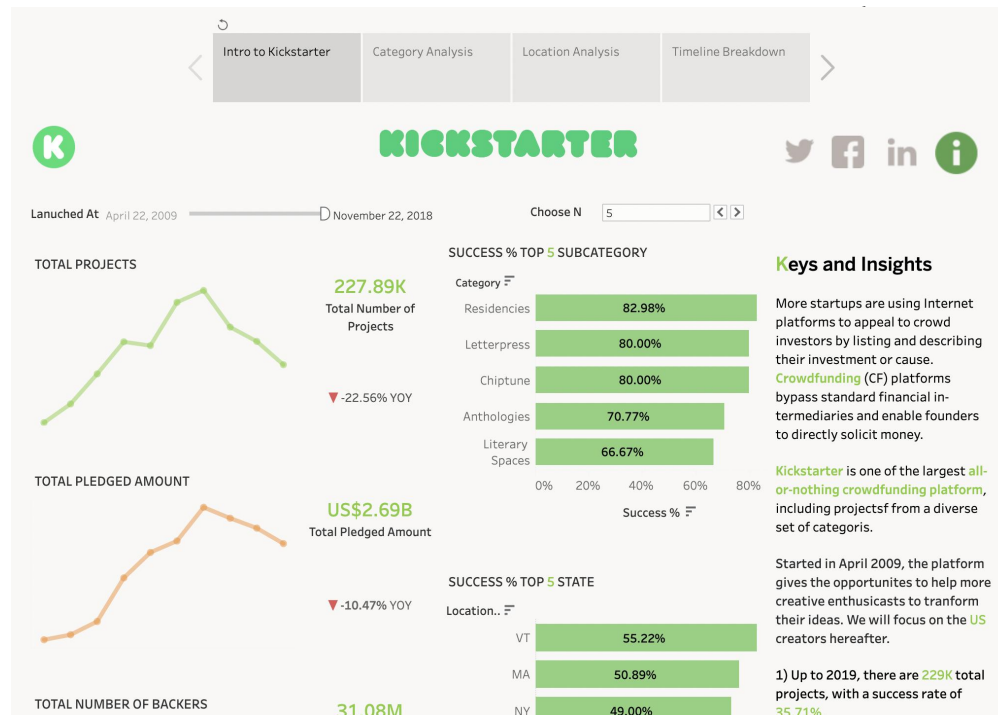 Intro to Kickstarter
Category Analysis
Location Analysis
Timeline Breakdown
K
KICKSTARTER
f
in
i
Lanuched At
April 22, 2009
November 22, 2018
Choose N
5
TOTAL PROJECTS
227.89K
Total Number of
Projects
-22.56% YOY
TOTAL PLEDGED AMOUNT
US$2.69B
Total Pledged Amount
-10.47% YOY
TOTAL NUMBER OF BACKERS
31.08M
SUCCESS % TOP 5 SUBCATEGORY
Category
Residencies
82.98%
Letterpress
80.00%
Chiptune
80.00%
Anthologies
70.77%
Literary
Spaces
66.67%
0%
20%
40%
60%
80%
Success %
SUCCESS % TOP 5 STATE
Location..
VT
55.22%
MA
50.89%
NY
49.00%
Keys and Insights
More startups are using Internet
platforms to appeal to crowd
investors by listing and describing
their investment or cause.
Crowdfunding (CF) platforms
bypass standard financial in-
termediaries and enable founders
to directly solicit money.
Kickstarter is one of the largest all-
or-nothing crowdfunding platform,
including projectsf from a diverse
set of categoris.
Started in April 2009, the platform
gives the opportunites to help more
creative enthusicasts to tranform
their ideas. We will focus on the US
creators hereafter.
1) Up to 2019, there are 229K total
projects, with a success rate of
35.71%